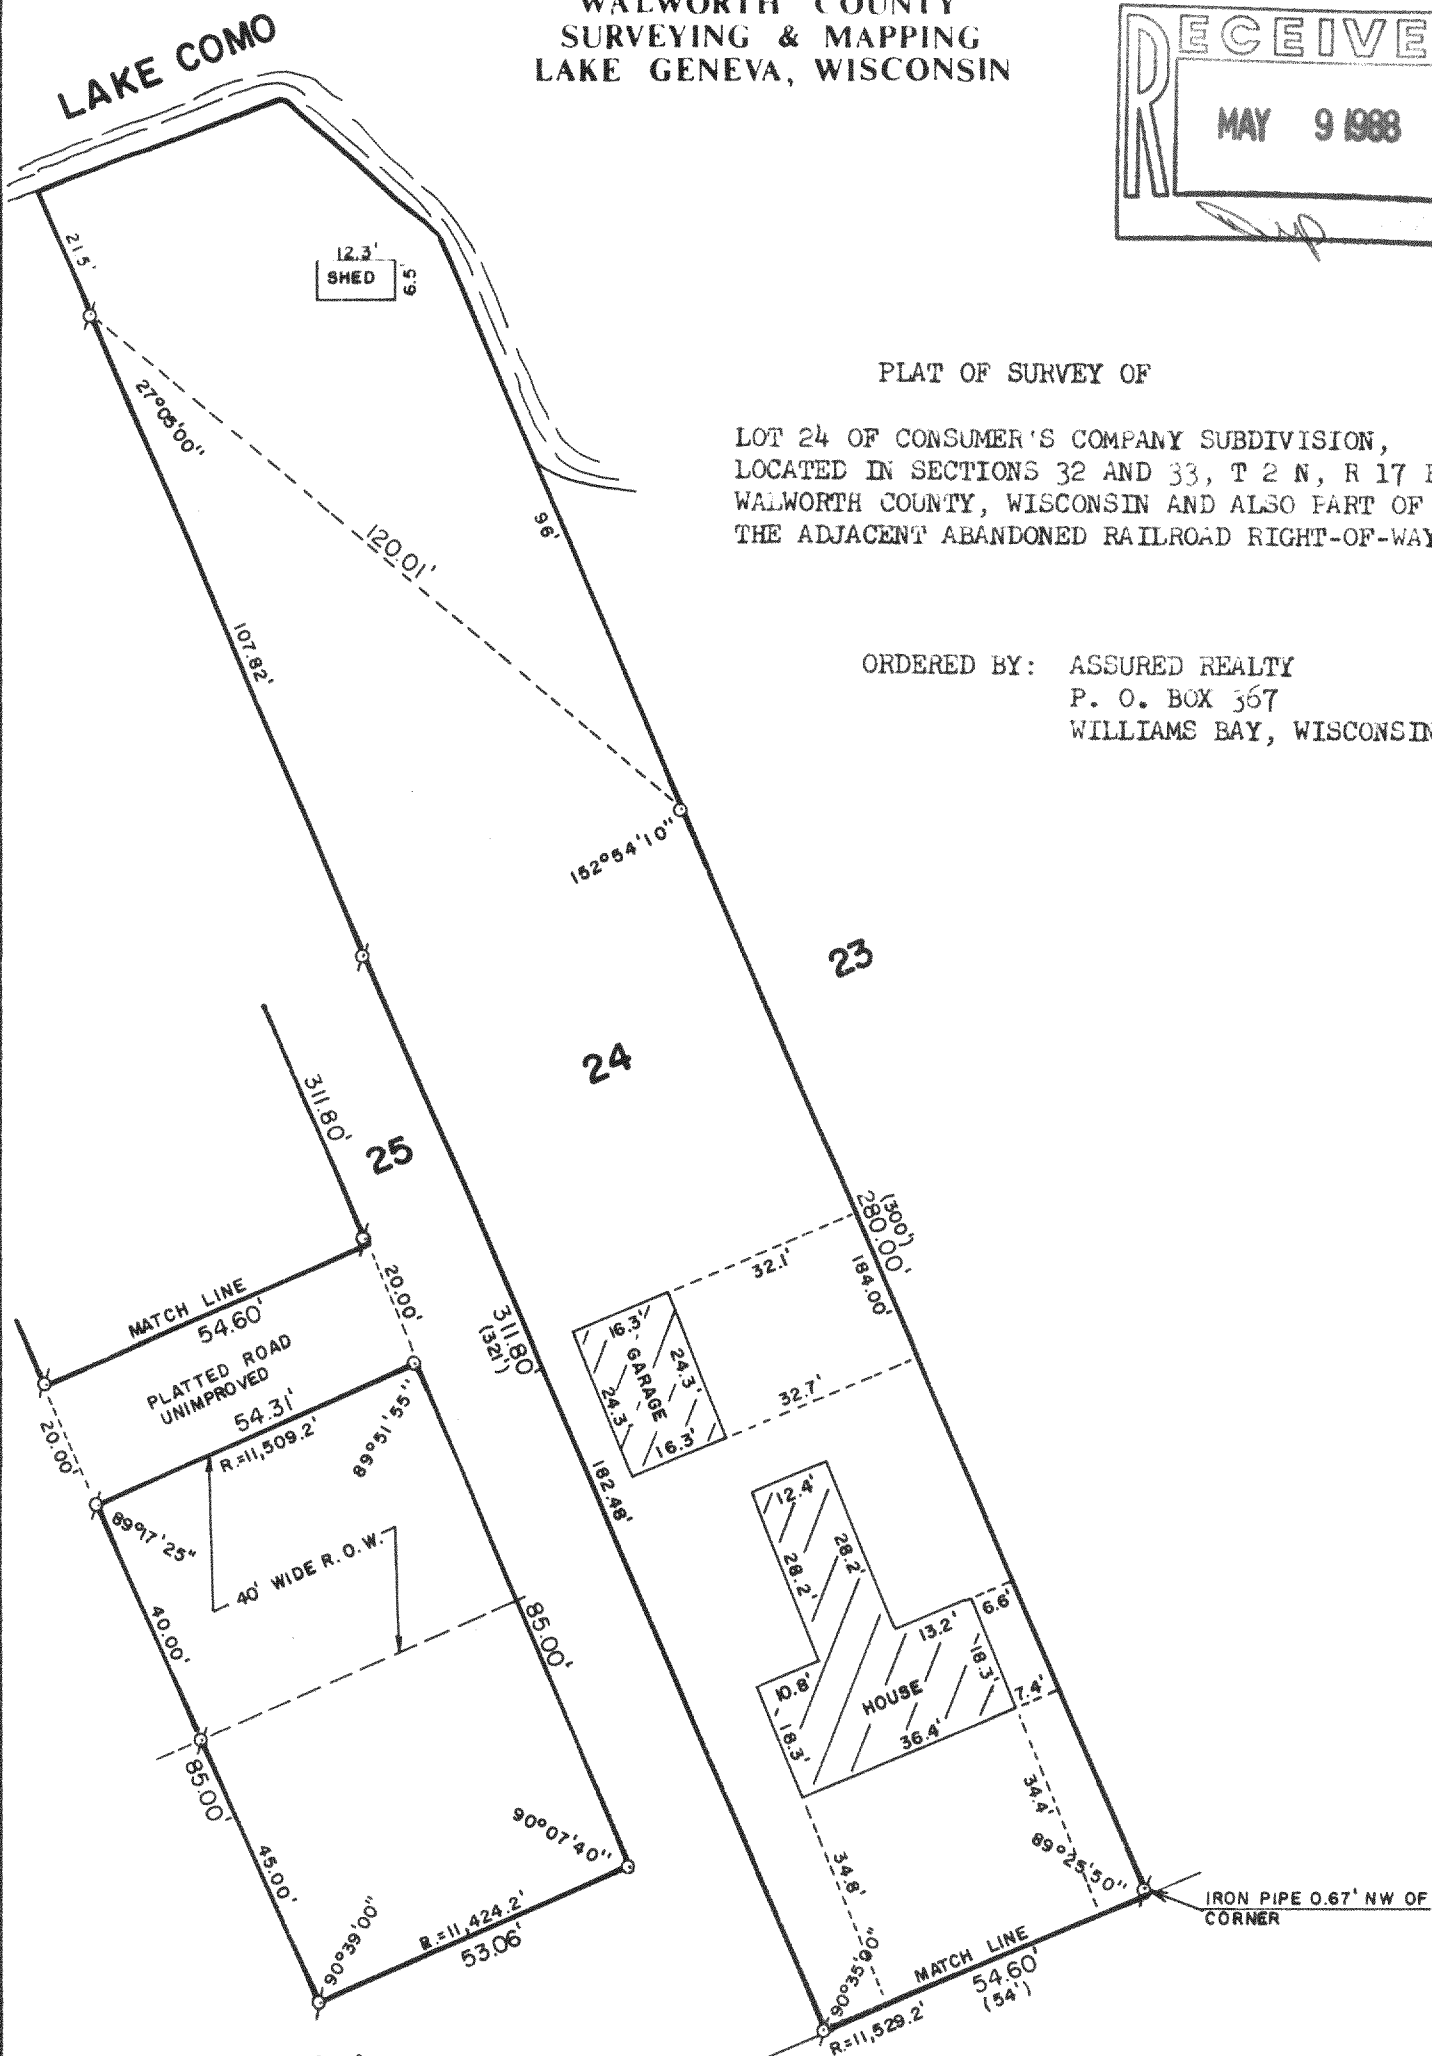 WALWORTH COUNTY
SURVEYING & MAPPING
LAKE GENEVA, WISCONSIN
RECEIVE
MAY 9 1988
LAKE COMO
21.5'
12.3'
SHED
6.5'
27°05'00"
120.01'
96'
107.82'
152°54'10"
PLAT OF SURVEY OF
LOT 24 OF CONSUMER'S COMPANY SUBDIVISION,
LOCATED IN SECTIONS 32 AND 33, T 2 N, R 17
WALWORTH COUNTY, WISCONSIN AND ALSO PART OF
THE ADJACENT ABANDONED RAILROAD RIGHT-OF-WAY
ORDERED BY: ASSURED REALTY
P. O. BOX 367
WILLIAMS BAY, WISCONSIN
23
24
25
311.80'
20.00'
MATCH LINE
54.60'
PLATTED ROAD
UNIMPROVED
54.31'
R.=11,509.2'
20.00'
89°51'55"
89°17'25"
40' WIDE R.O.W.
40.00'
85.00'
85.00'
45.00'
90°07'40"
90°39'00"
R.=11,424.2'
53.06'
311.80'
(321')
182.48'
(300')
280.00'
184.00'
32.1'
16.3'
GARAGE
24.3'
24.3'
16.3'
32.7'
12.4'
28.2'
28.2'
13.2'
6.6'
18.3'
10.8'
HOUSE
7.4'
18.3'
36.4'
34.4'
34.8'
89°25'50"
90°35'00"
MATCH LINE
54.60'
(54')
R.=11,529.2'
IRON PIPE 0.67' NW OF
CORNER